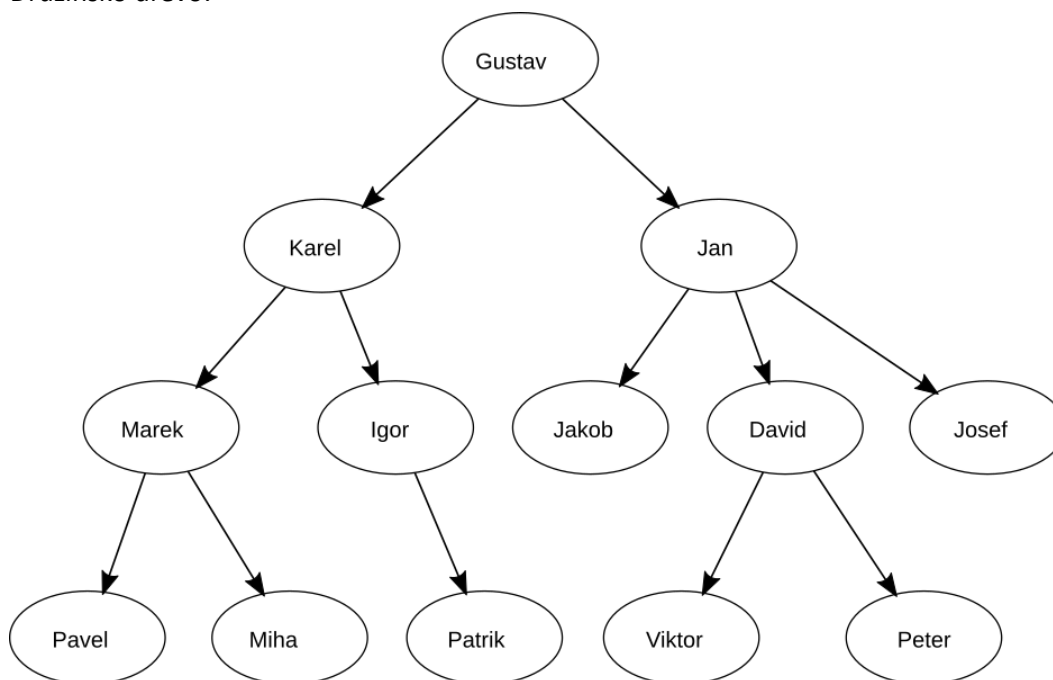 Družinsko drevo:
Gustav
Karel
Jan
Marek
Igor
Jakob
David
Josef
Pavel
Miha
Patrik
Viktor
Peter